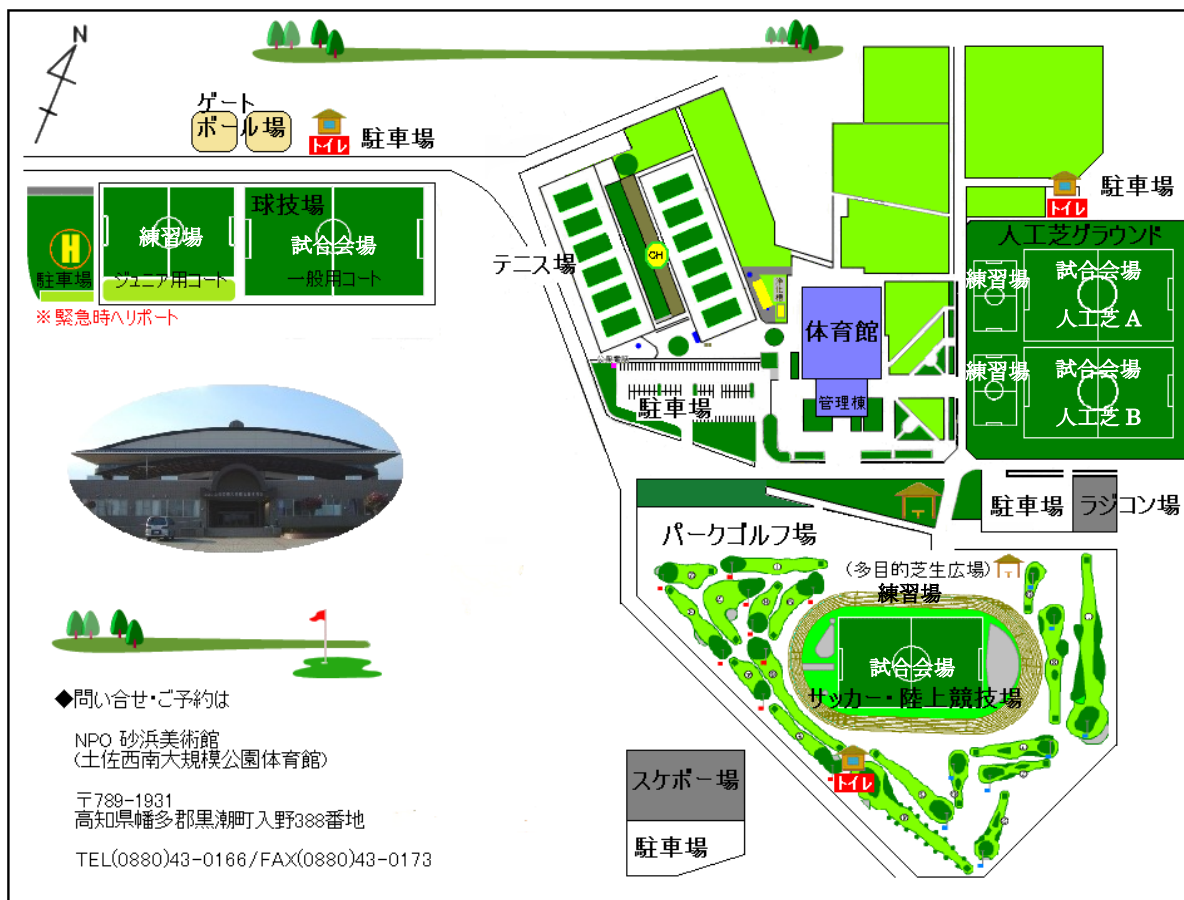 N
ゲート
ボール場
トイレ
駐車場
球技場
練習場
試合会場
駐車場
H
ジュニア用コート
一般用コート
※緊急時ヘリポート
テニス場
CH
浄化槽
体育館
管理棟
公衆電話
駐車場
駐車場
トイレ
人工芝グラウンド
練習場
試合会場
人工芝 A
練習場
試合会場
人工芝 B
駐車場
ラジコン場
パークゴルフ場
(多目的芝生広場)
練習場
試合会場
サッカー・陸上競技場
トイレ
スケボー場
駐車場
◆問い合せ・ご予約は
NPO 砂浜美術館
(土佐西南大規模公園体育館)
〒789-1931
高知県幡多郡黒潮町入野388番地
TEL(0880)43-0166/FAX(0880)43-0173